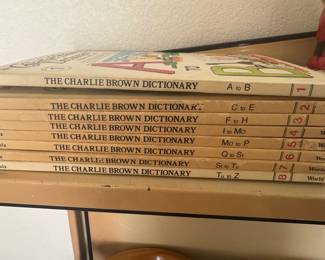 THE CHARLIE BROWN DICTIONARY A to B 1
THE CHARLIE BROWN DICTIONARY C to E 2
THE CHARLIE BROWN DICTIONARY F to H 3
THE CHARLIE BROWN DICTIONARY I to Mo 4
THE CHARLIE BROWN DICTIONARY Mo to P 5
THE CHARLIE BROWN DICTIONARY Q to St 6
THE CHARLIE BROWN DICTIONARY St to Tu 7
THE CHARLIE BROWN DICTIONARY Tu to Z 8